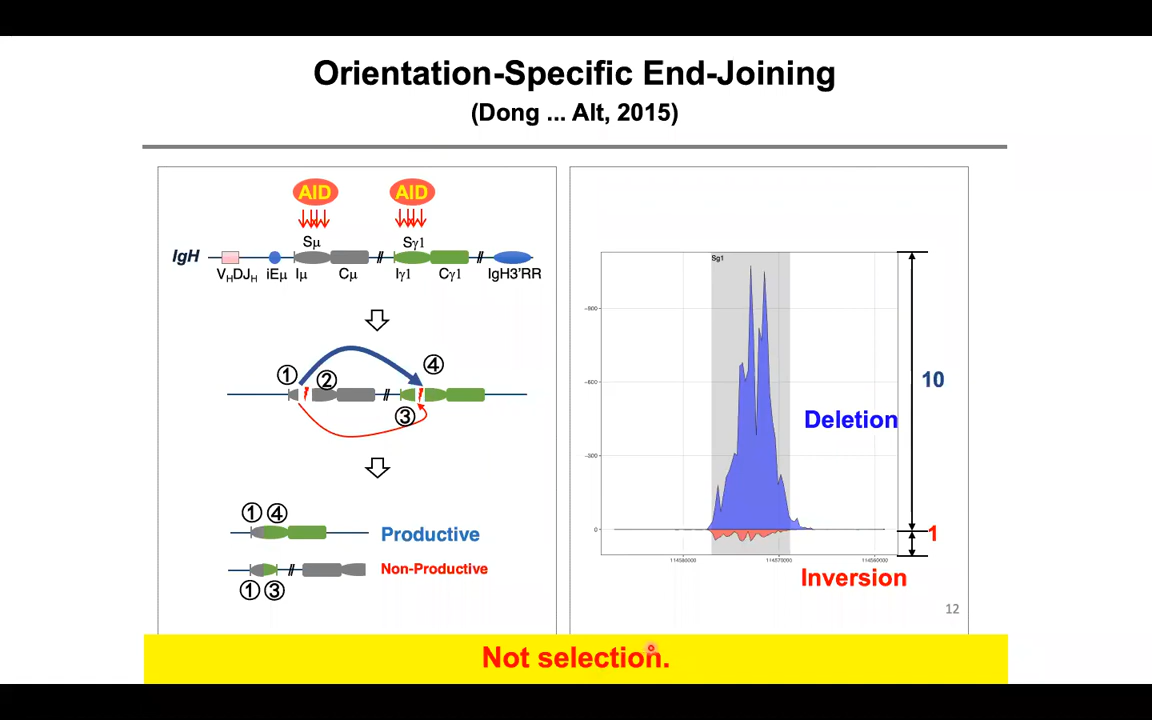 Orientation-Specific End-Joining
(Dong ... Alt, 2015)
AID AID
Sμ Sγ1
IgH
VHDJH iEμ Iμ Cμ Iγ1 Cγ1 IgH3'RR
① ② ④
③
① ④
Productive
Non-Productive
① ③
Sg1
10
Deletion
0
1
Inversion
12
Not selection.